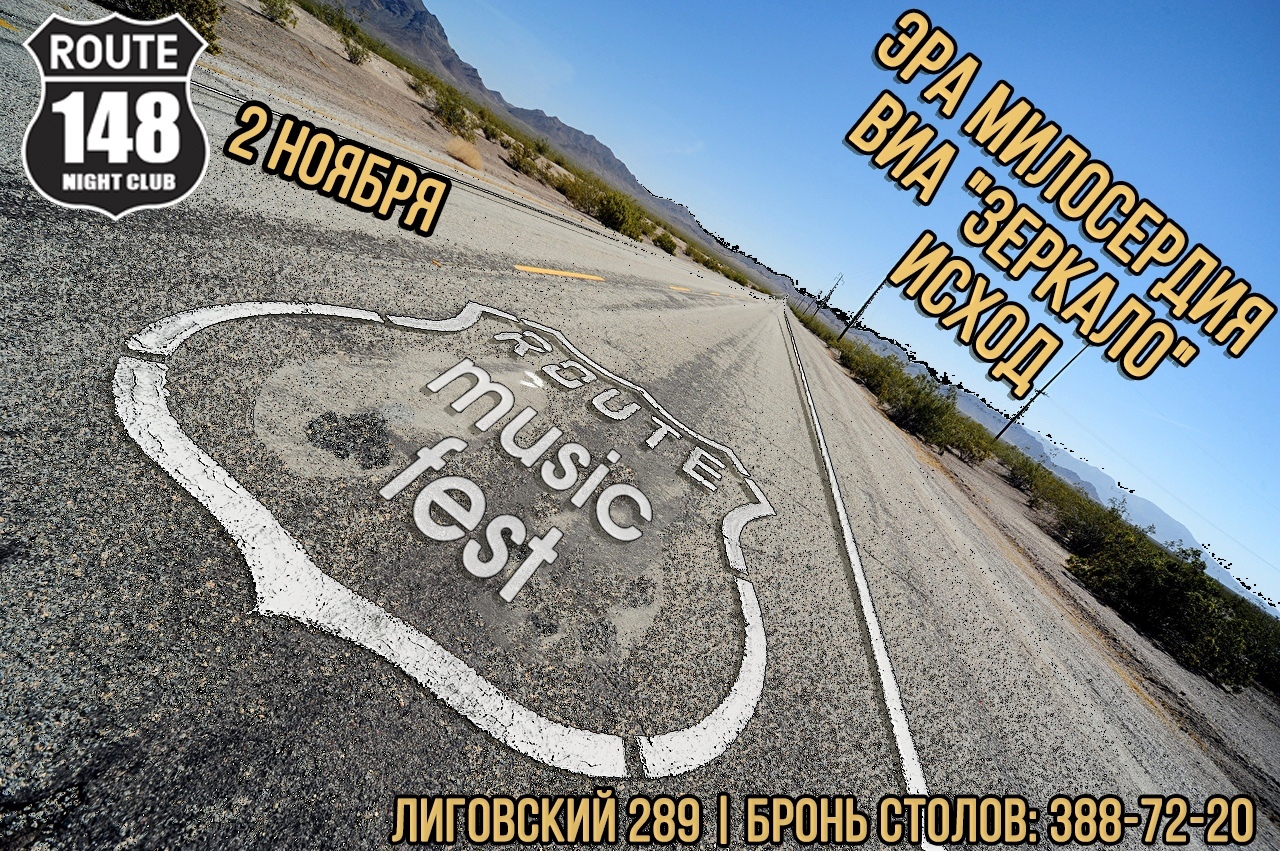 ROUTE
148
NIGHT CLUB
2 НОЯБРЯ
ЭРА МИЛОСЕРДИЯ
ВИА "ЗЕРКАЛО"
ИСХОД
ROUTE
music
fest
ЛИГОВСКИЙ 289 | БРОНЬ СТОЛОВ: 388-72-20